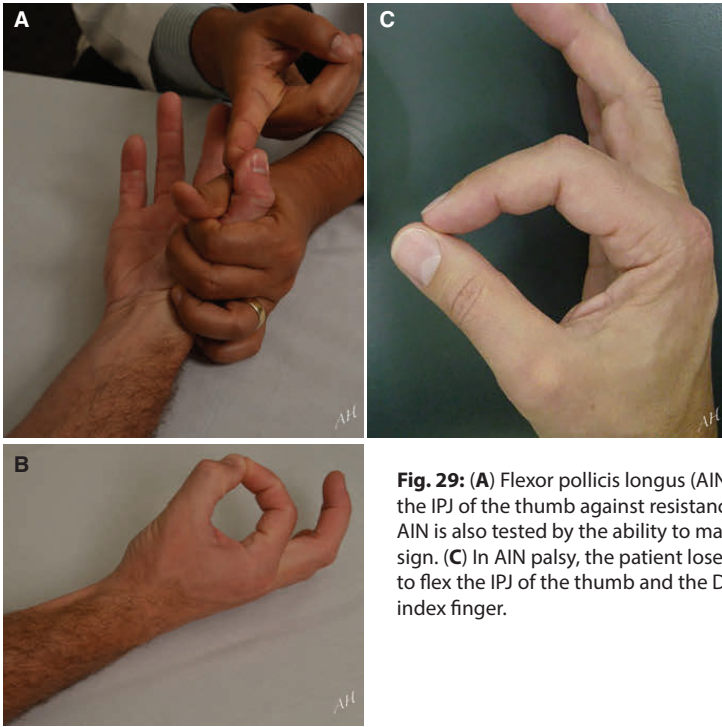 A
C
AH
AH
B
AH
Fig. 29: (A) Flexor pollicis longus (AIN
the IPJ of the thumb against resistanc
AIN is also tested by the ability to ma
sign. (C) In AIN palsy, the patient lose
to flex the IPJ of the thumb and the D
index finger.